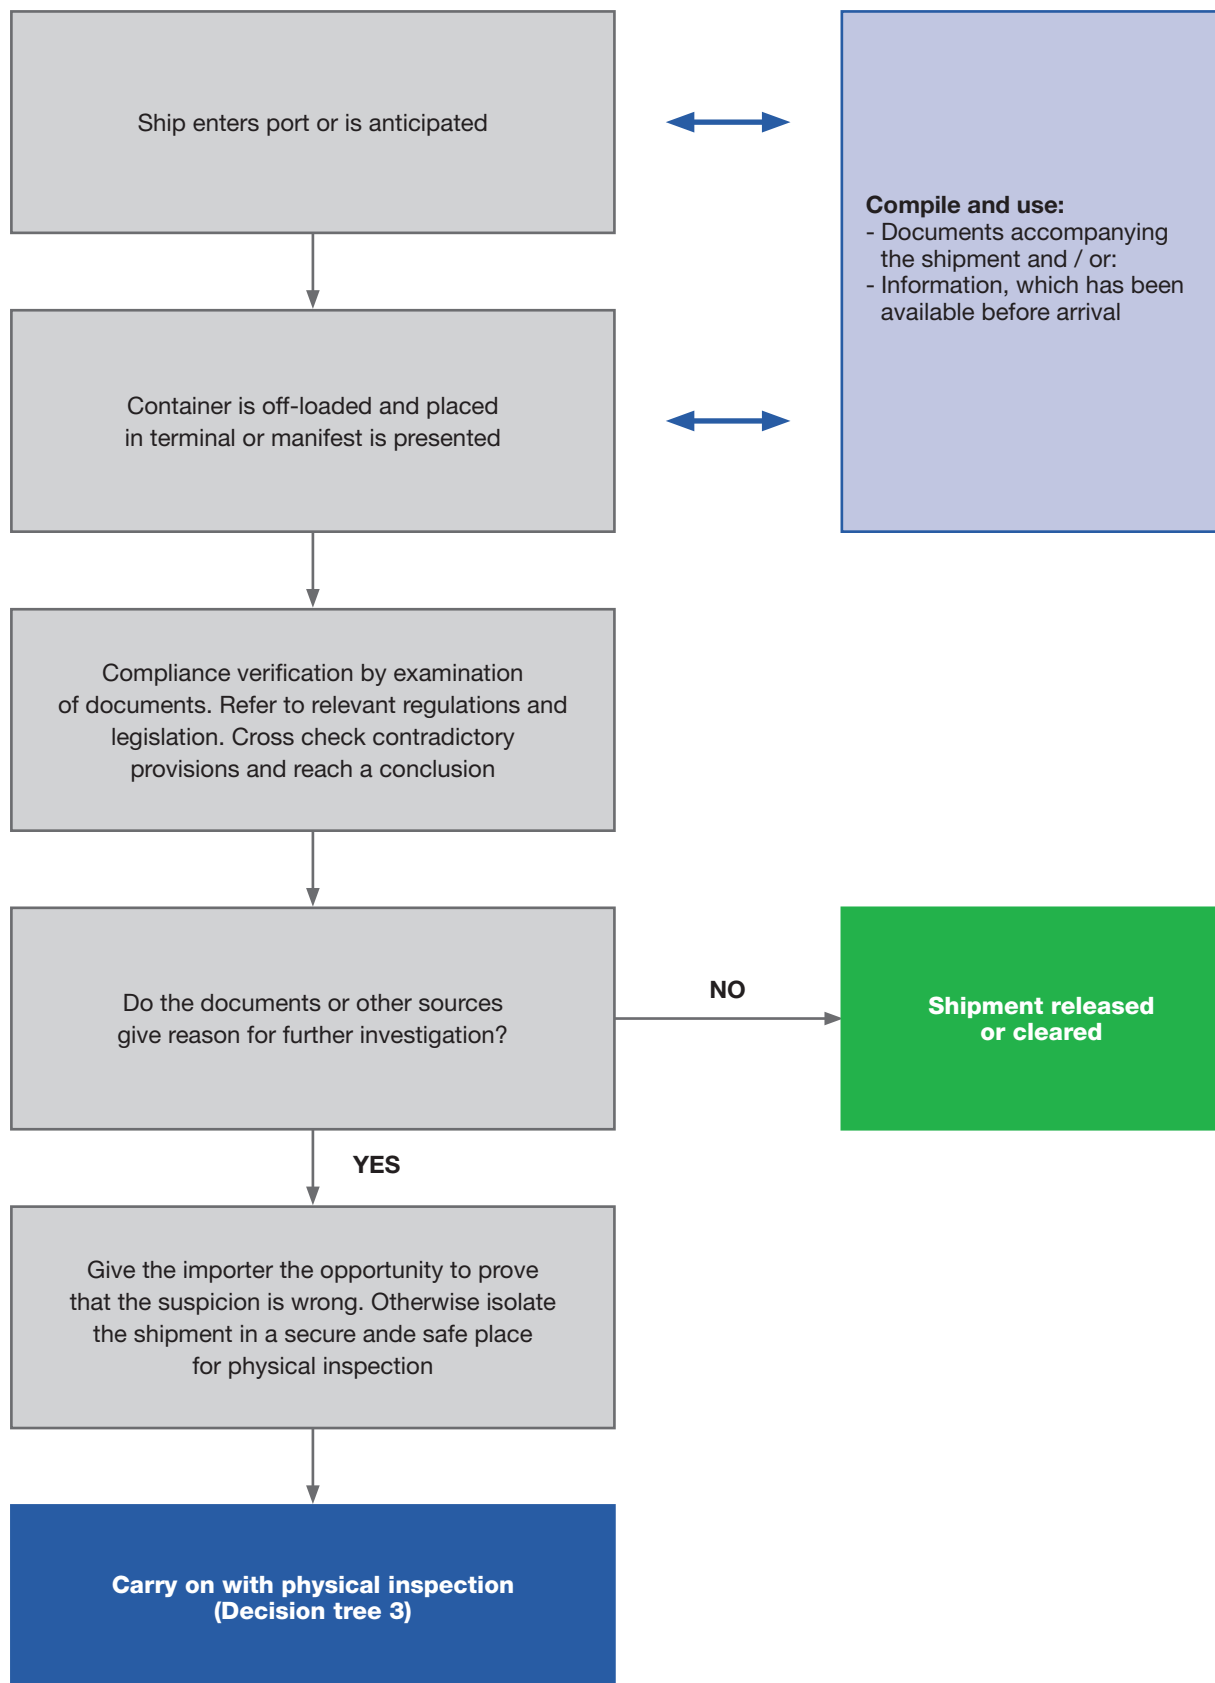 Ship enters port or is anticipated
Compile and use:
- Documents accompanying
the shipment and / or:
- Information, which has been
available before arrival
Container is off-loaded and placed
in terminal or manifest is presented
Compliance verification by examination
of documents. Refer to relevant regulations and
legislation. Cross check contradictory
provisions and reach a conclusion
Do the documents or other sources
give reason for further investigation?
NO
Shipment released
or cleared
YES
Give the importer the opportunity to prove
that the suspicion is wrong. Otherwise isolate
the shipment in a secure ande safe place
for physical inspection
Carry on with physical inspection
(Decision tree 3)